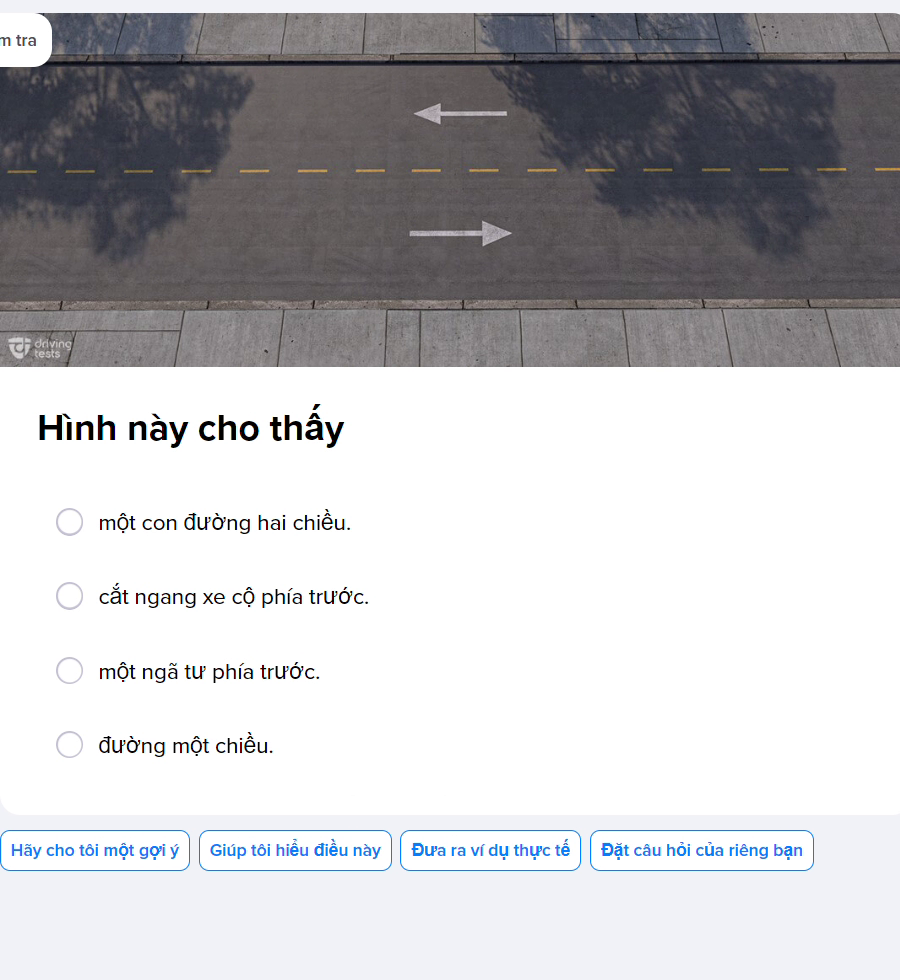 m tra
driving
tests
Hình này cho thấy
một con đường hai chiều.
cắt ngang xe cộ phía trước.
một ngã tư phía trước.
đường một chiều.
Hãy cho tôi một gợi ý
Giúp tôi hiểu điều này
Đưa ra ví dụ thực tế
Đặt câu hỏi của riêng bạn